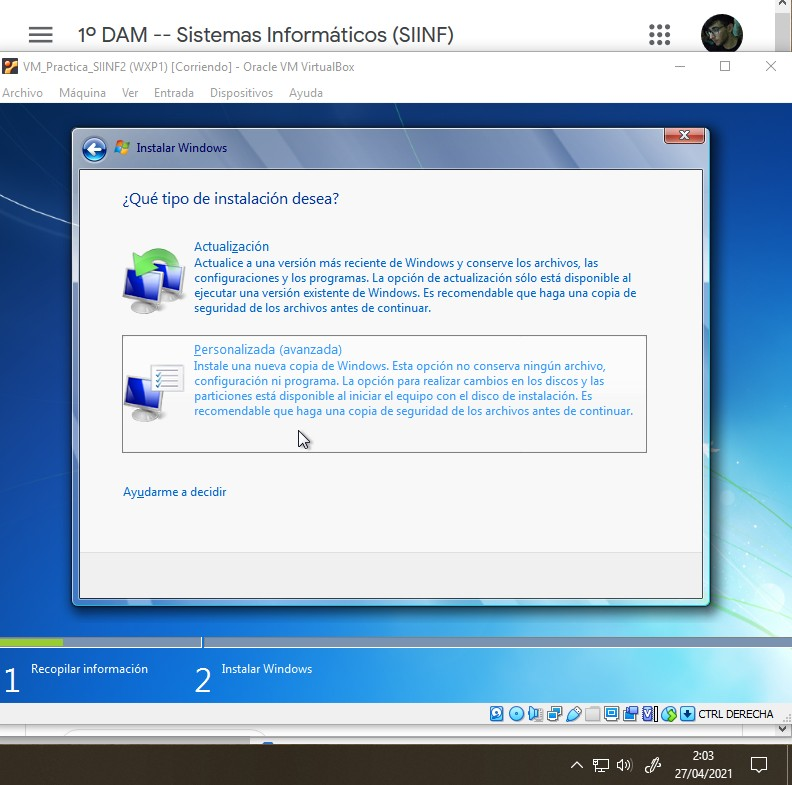 1º DAM -- Sistemas Informáticos (SIINF)
VM_Practica_SIINF2 (WXP1) [Corriendo] - Oracle VM VirtualBox
Archivo Máquina Ver Entrada Dispositivos Ayuda
Instalar Windows
¿Qué tipo de instalación desea?
Actualización
Actualice a una versión más reciente de Windows y conserve los archivos, las
configuraciones y los programas. La opción de actualización sólo está disponible al
ejecutar una versión existente de Windows. Es recomendable que haga una copia de
seguridad de los archivos antes de continuar.
Personalizada (avanzada)
Instale una nueva copia de Windows. Esta opción no conserva ningún archivo,
configuración ni programa. La opción para realizar cambios en los discos y las
particiones está disponible al iniciar el equipo con el disco de instalación. Es
recomendable que haga una copia de seguridad de los archivos antes de continuar.
Ayudarme a decidir
1 Recopilar información 2 Instalar Windows
CTRL DERECHA
2:03
27/04/2021